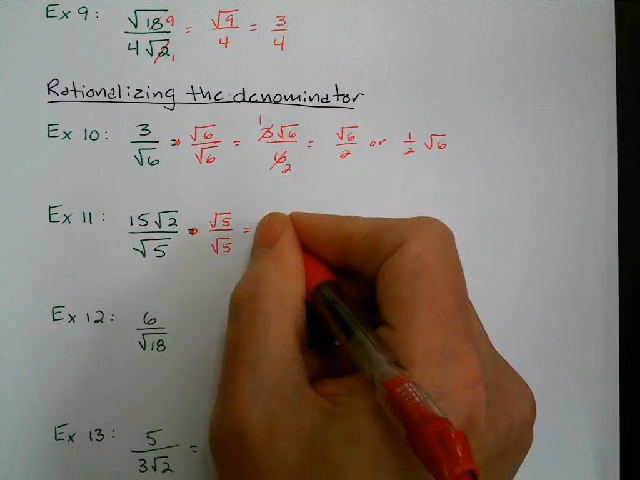 Ex 9: √18 9 / 4√2 1 = √9 / 4 = 3 / 4
Rationalizing the denominator
Ex 10: 3 / √6 • √6 / √6 = 1 3√6 / 6 2 = √6 / 2 or 1 / 2 √6
Ex 11: 15√2 / √5 • √5 / √5 =
Ex 12: 6 / √18
Ex 13: 5 / 3√2 =